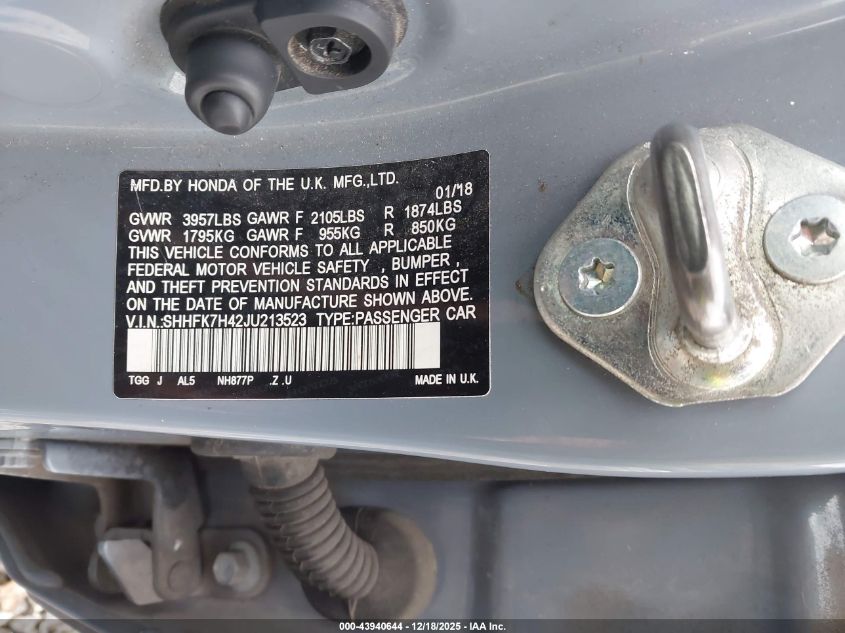 MFD.BY HONDA OF THE U.K. MFG.,LTD.
01/18
GVWR 3957LBS GAWR F 2105LBS R 1874LBS
GVWR 1795KG GAWR F 955KG R 850KG
THIS VEHICLE CONFORMS TO ALL APPLICABLE
FEDERAL MOTOR VEHICLE SAFETY , BUMPER ,
AND THEFT PREVENTION STANDARDS IN EFFECT
ON THE DATE OF MANUFACTURE SHOWN ABOVE.
V.I.N.:SHHFK7H42JU213523 TYPE:PASSENGER CAR
TGG J AL5 NH877P .Z .U MADE IN U.K.
000-43940644 - 12/18/2025 - IAA Inc.